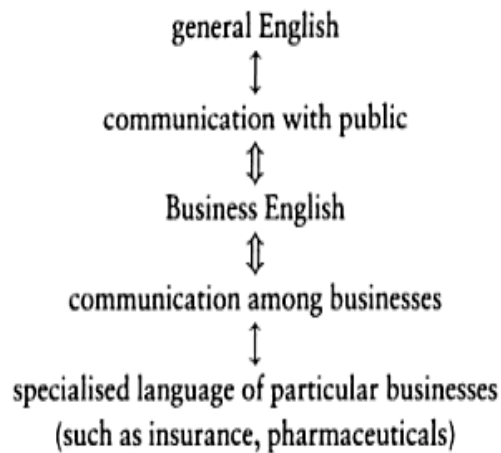 general English
communication with public
Business English
communication among businesses
specialised language of particular businesses
(such as insurance, pharmaceuticals)